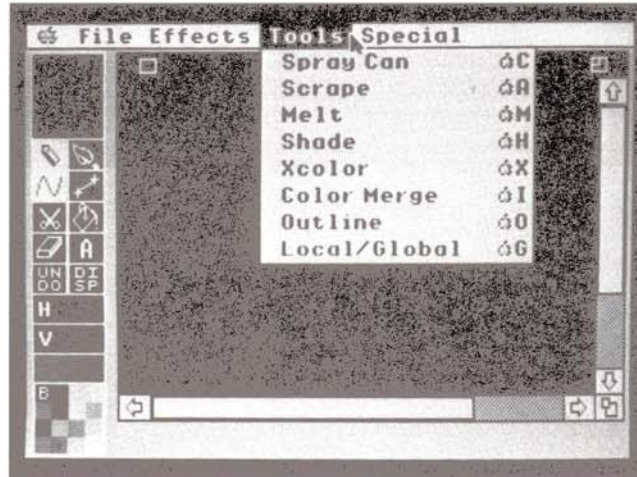 File Effects Tools Special
Spray Can C
Scrape A
Melt M
Shade H
Xcolor X
Color Merge I
Outline O
Local/Global G
A
UN DI
DO SP
H
V
B